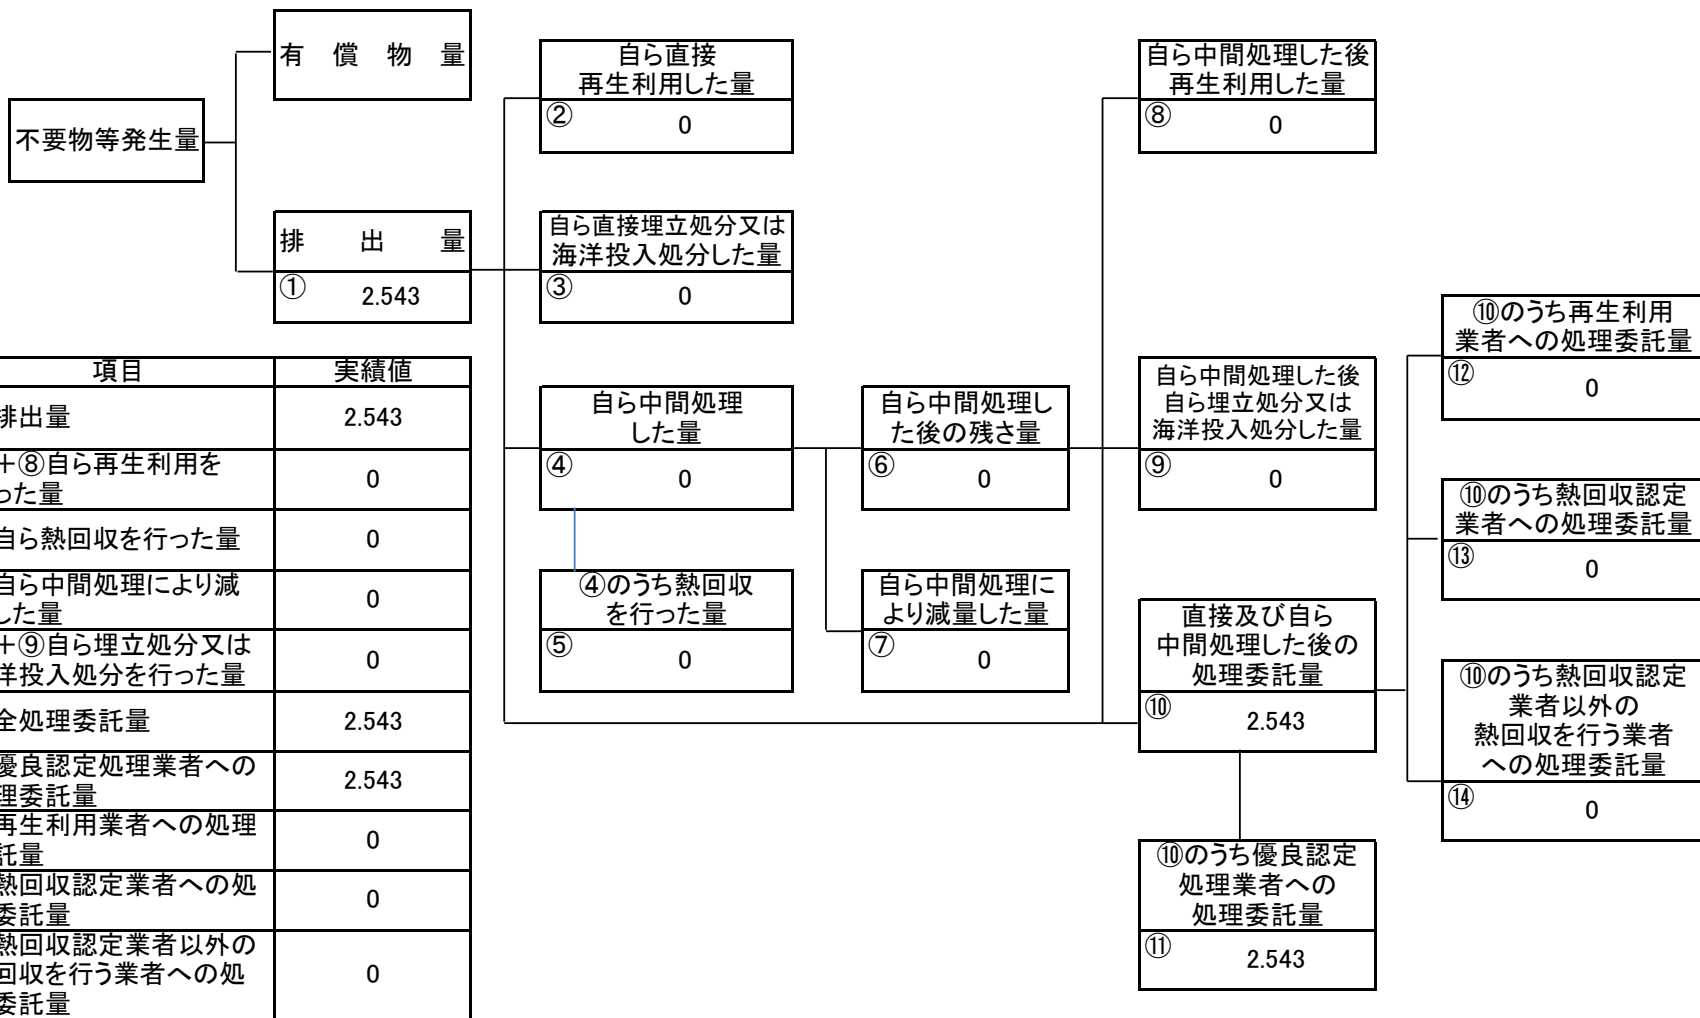 有償物量
不要物等発生量
排出量
①
2.543
自ら直接
再生利用した量
②
0
自ら直接埋立処分又は
海洋投入処分した量
③
0
自ら中間処理
した量
④
0
④のうち熱回収
を行った量
⑤
0
自ら中間処理し
た後の残さ量
⑥
0
自ら中間処理に
より減量した量
⑦
0
自ら中間処理した後
再生利用した量
⑧
0
自ら中間処理した後
自ら埋立処分又は
海洋投入処分した量
⑨
0
直接及び自ら
中間処理した後の
処理委託量
⑩
2.543
⑩のうち優良認定
処理業者への
処理委託量
⑪
2.543
⑩のうち再生利用
業者への処理委託量
⑫
0
⑩のうち熱回収認定
業者への処理委託量
⑬
0
⑩のうち熱回収認定
業者以外の
熱回収を行う業者
への処理委託量
⑭
0
項目
実績値
排出量
2.543
＋⑧自ら再生利用を
った量
0
自ら熱回収を行った量
0
自ら中間処理により減
した量
0
＋⑨自ら埋立処分又は
洋投入処分を行った量
0
全処理委託量
2.543
優良認定処理業者への
理委託量
2.543
再生利用業者への処理
託量
0
熱回収認定業者への処
委託量
0
熱回収認定業者以外の
回収を行う業者への処
委託量
0